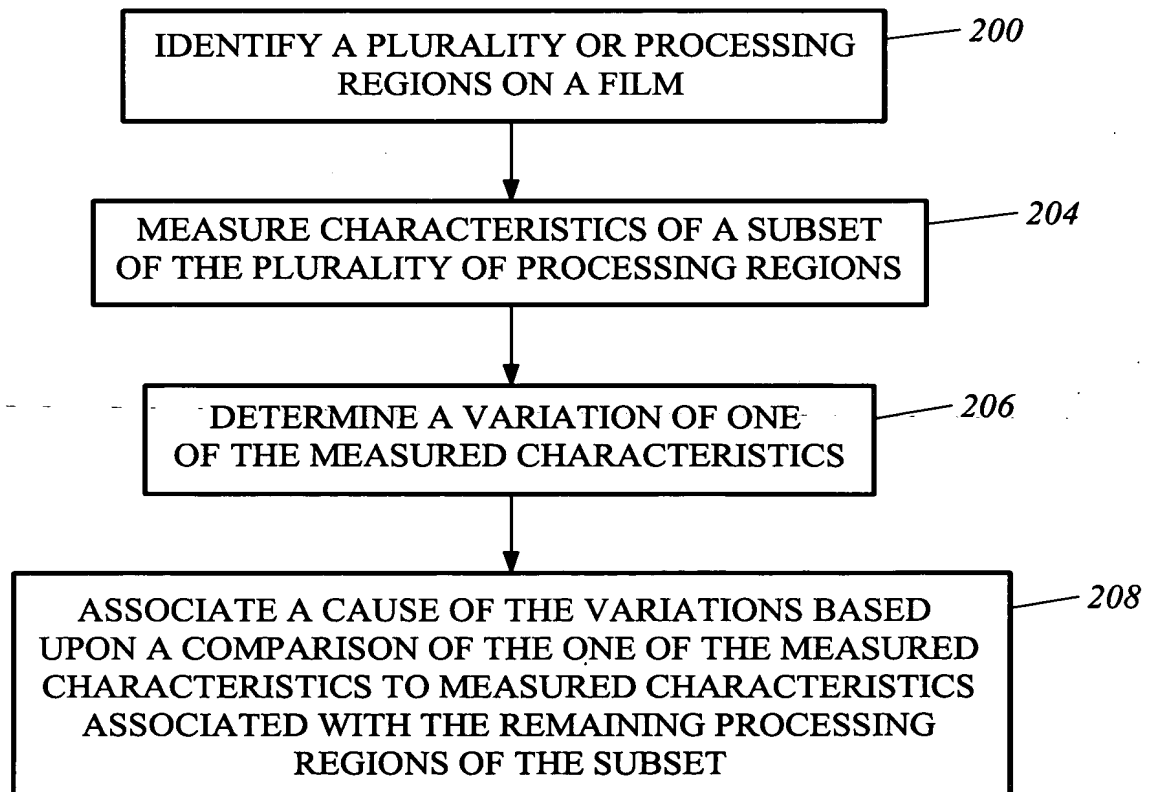 IDENTIFY A PLURALITY OR PROCESSING
REGIONS ON A FILM
200
MEASURE CHARACTERISTICS OF A SUBSET
OF THE PLURALITY OF PROCESSING REGIONS
204
DETERMINE A VARIATION OF ONE
OF THE MEASURED CHARACTERISTICS
206
ASSOCIATE A CAUSE OF THE VARIATIONS BASED
UPON A COMPARISON OF THE ONE OF THE MEASURED
CHARACTERISTICS TO MEASURED CHARACTERISTICS
ASSOCIATED WITH THE REMAINING PROCESSING
REGIONS OF THE SUBSET
208